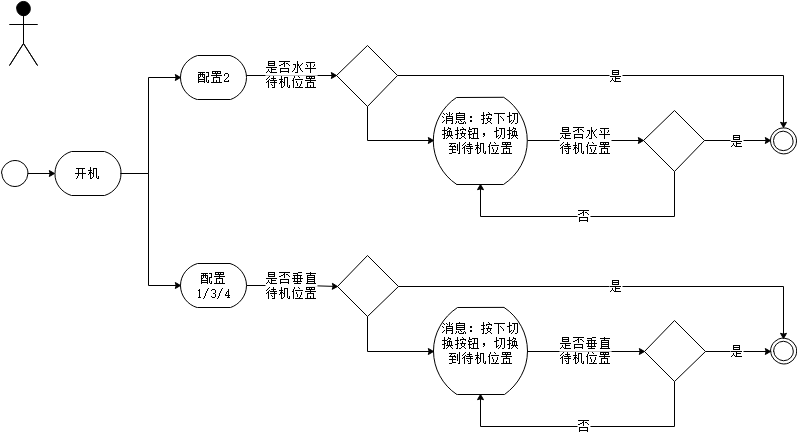 配置2
是否水平
待机位置
是
消息：按下切
换按钮，切换
到待机位置
是否水平
待机位置
是
否
开机
配置
1/3/4
是否垂直
待机位置
是
消息：按下切
换按钮，切换
到待机位置
是否垂直
待机位置
是
否